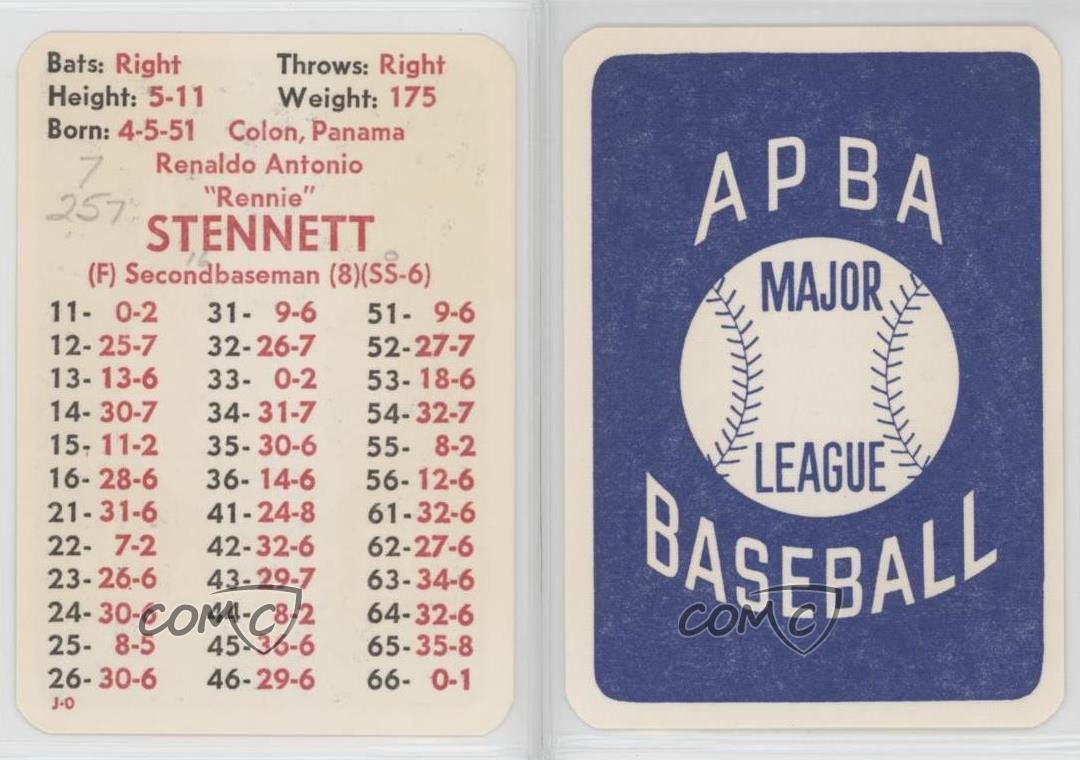 Bats: Right Throws: Right
Height: 5-11 Weight: 175
Born: 4-5-51 Colon, Panama
Renaldo Antonio
7
"Rennie"
257
STENNETT
16 0
(F) Secondbaseman (8)(SS-6)
11- 0-2 31- 9-6 51- 9-6
12- 25-7 32- 26-7 52- 27-7
13- 13-6 33- 0-2 53- 18-6
14- 30-7 34- 31-7 54- 32-7
15- 11-2 35- 30-6 55- 8-2
16- 28-6 36- 14-6 56- 12-6
21- 31-6 41- 24-8 61- 32-6
22- 7-2 42- 32-6 62- 27-6
23- 26-6 43- 29-7 63- 34-6
24- 30-6 44- 8-2 64- 32-6
25- 8-5 45- 36-6 65- 35-8
26- 30-6 46- 29-6 66- 0-1
J-0
COMC
APBA
MAJOR
LEAGUE
BASEBALL
COMC